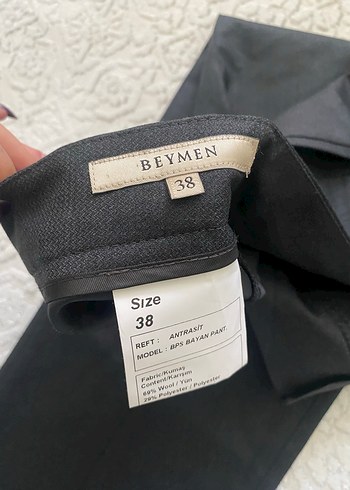 BEYMEN
38
Size
38
REFT : ANTRASİT
MODEL : BPS BAYAN PANT.
Fabric/Kumaş
Content/Karışım
69% Wool / Yün
29% Polyester / Polyester